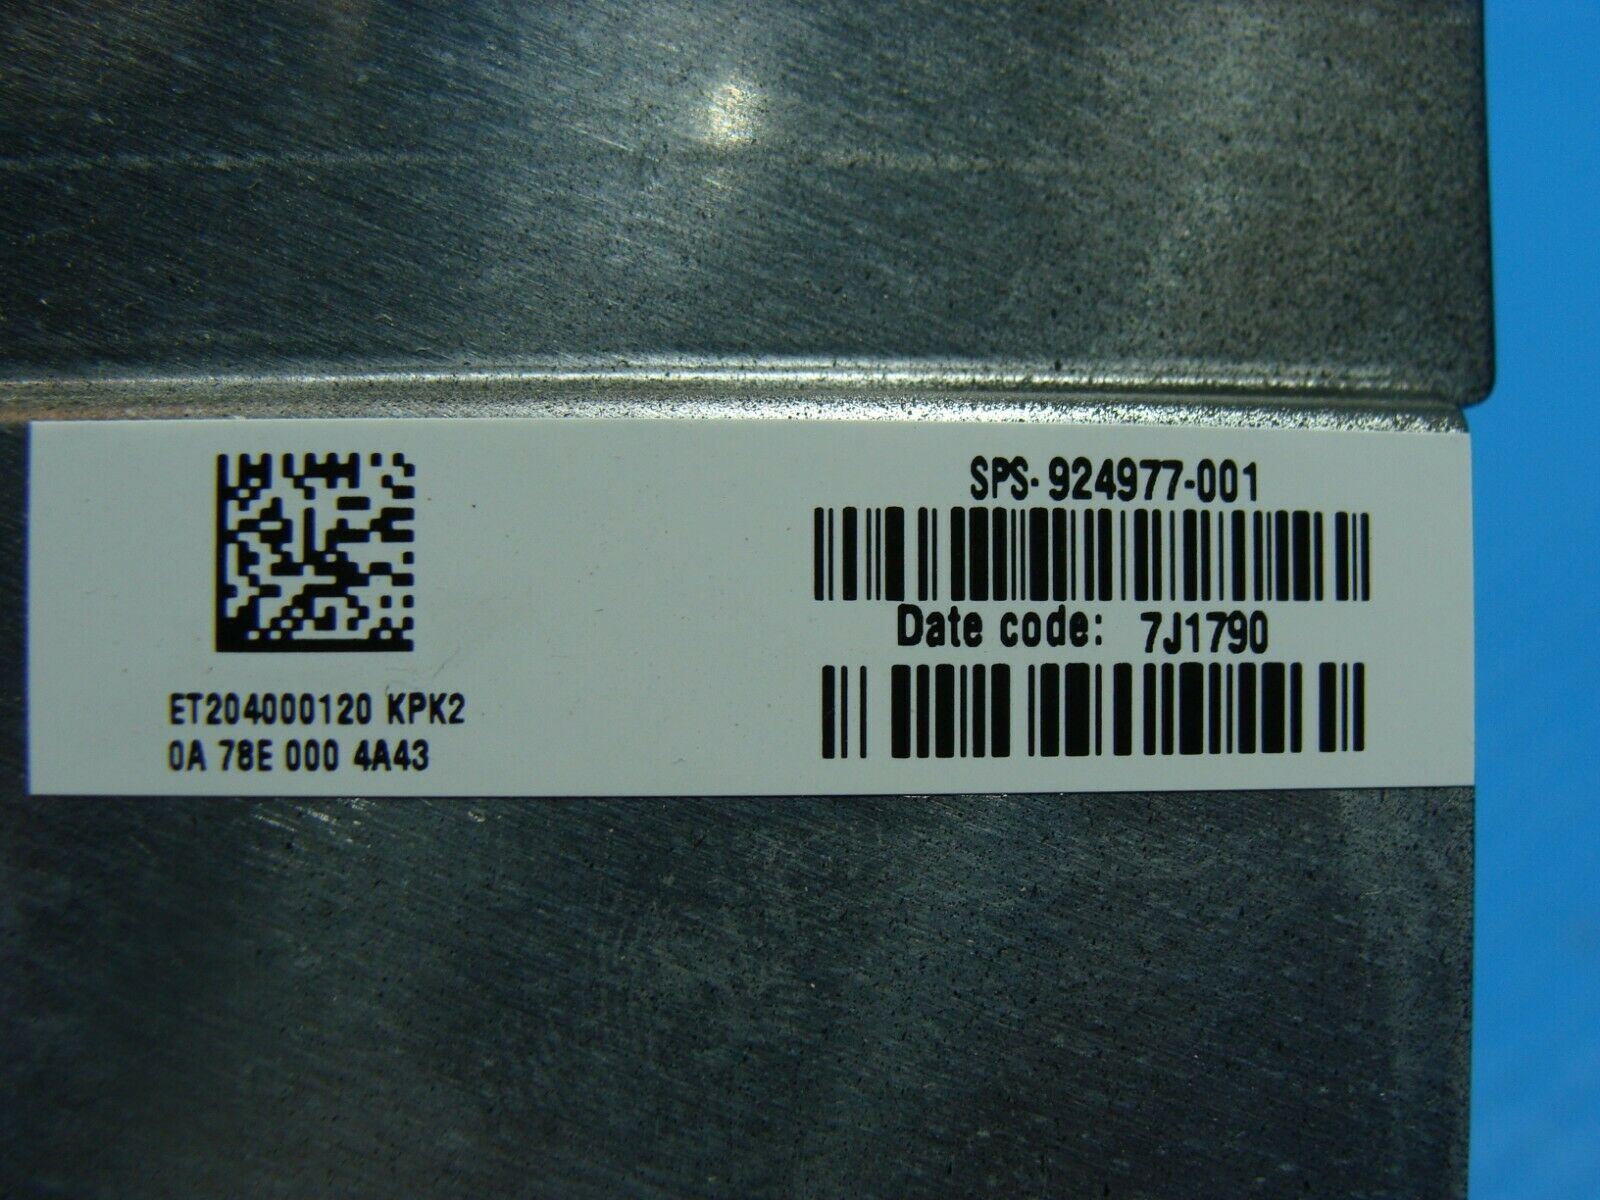 SPS-924977-001
Date code: 7J1790
ET204000120 KPK2
0A 78E 000 4A43